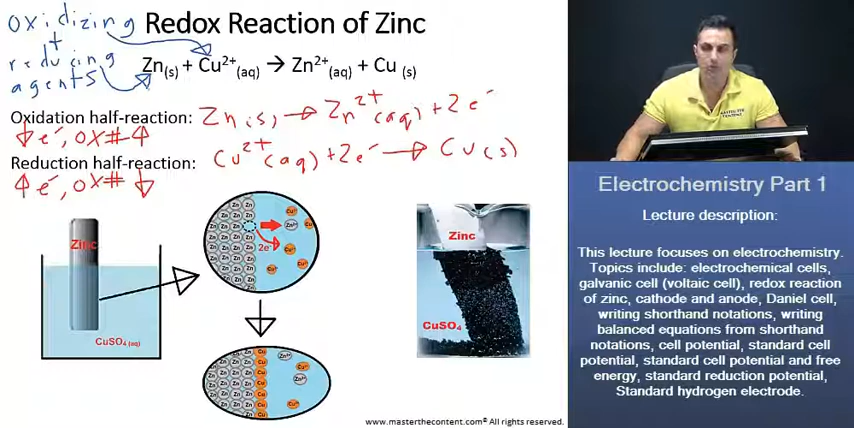 Redox Reaction of Zinc
oxidizing
+
reducing
agents
Zn(s) + Cu²⁺(aq) → Zn²⁺(aq) + Cu (s)
Oxidation half-reaction: Zn(s) → Zn²⁺(aq) + 2e⁻
↓e⁻, OX# ↑
Reduction half-reaction: Cu²⁺(aq) + 2e⁻ → Cu(s)
↑e⁻, OX# ↓
Zinc
CuSO₄ (aq)
2e⁻
Zinc
CuSO₄
www.masterthecontent.com® All rights reserved.
MASTER THE
CONTENT
Electrochemistry Part 1
Lecture description:
This lecture focuses on electrochemistry.
Topics include: electrochemical cells,
galvanic cell (voltaic cell), redox reaction
of zinc, cathode and anode, Daniel cell,
writing shorthand notations, writing
balanced equations from shorthand
notations, cell potential, standard cell
potential, standard cell potential and free
energy, standard reduction potential,
Standard hydrogen electrode.